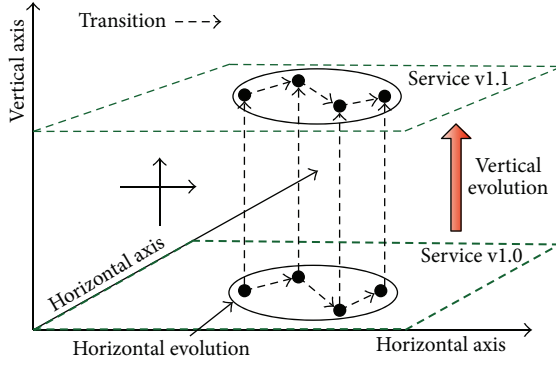 Transition
Vertical axis
Service v1.1
Vertical
evolution
Horizontal axis
Service v1.0
Horizontal evolution
Horizontal axis